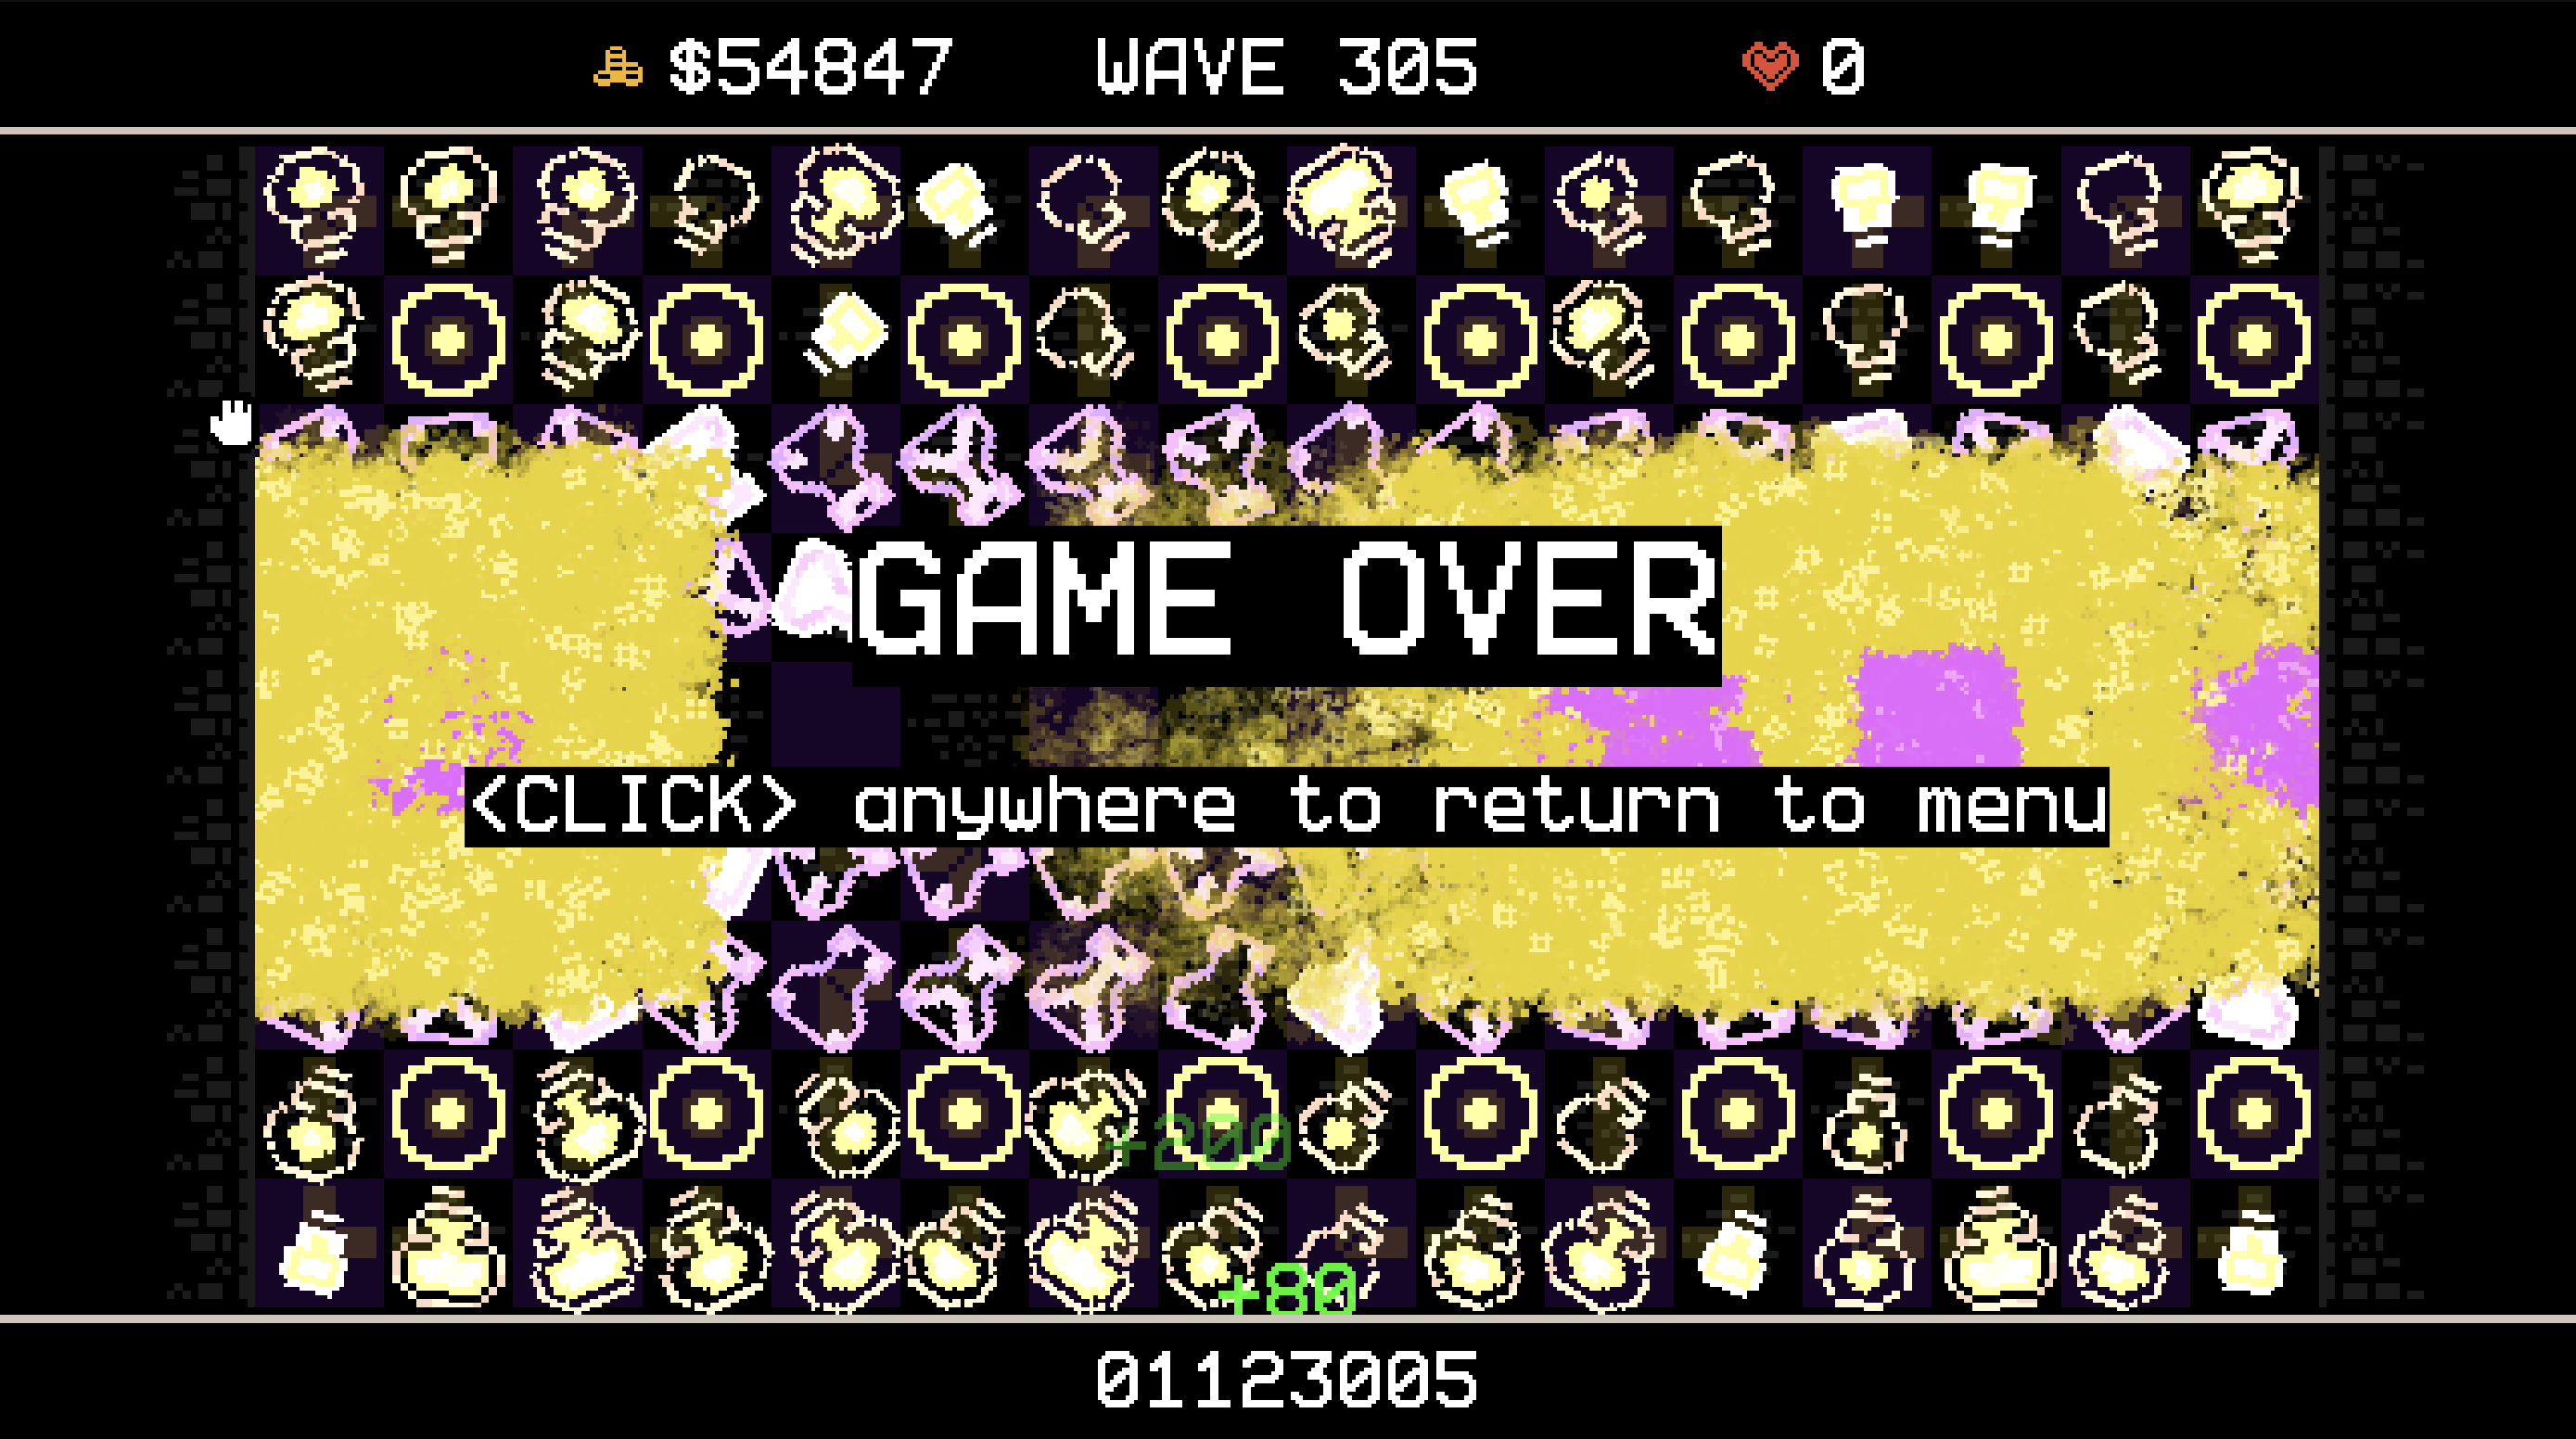 $54847 WAVE 305 0
GAME OVER
<CLICK> anywhere to return to menu
+200
+80
01123005